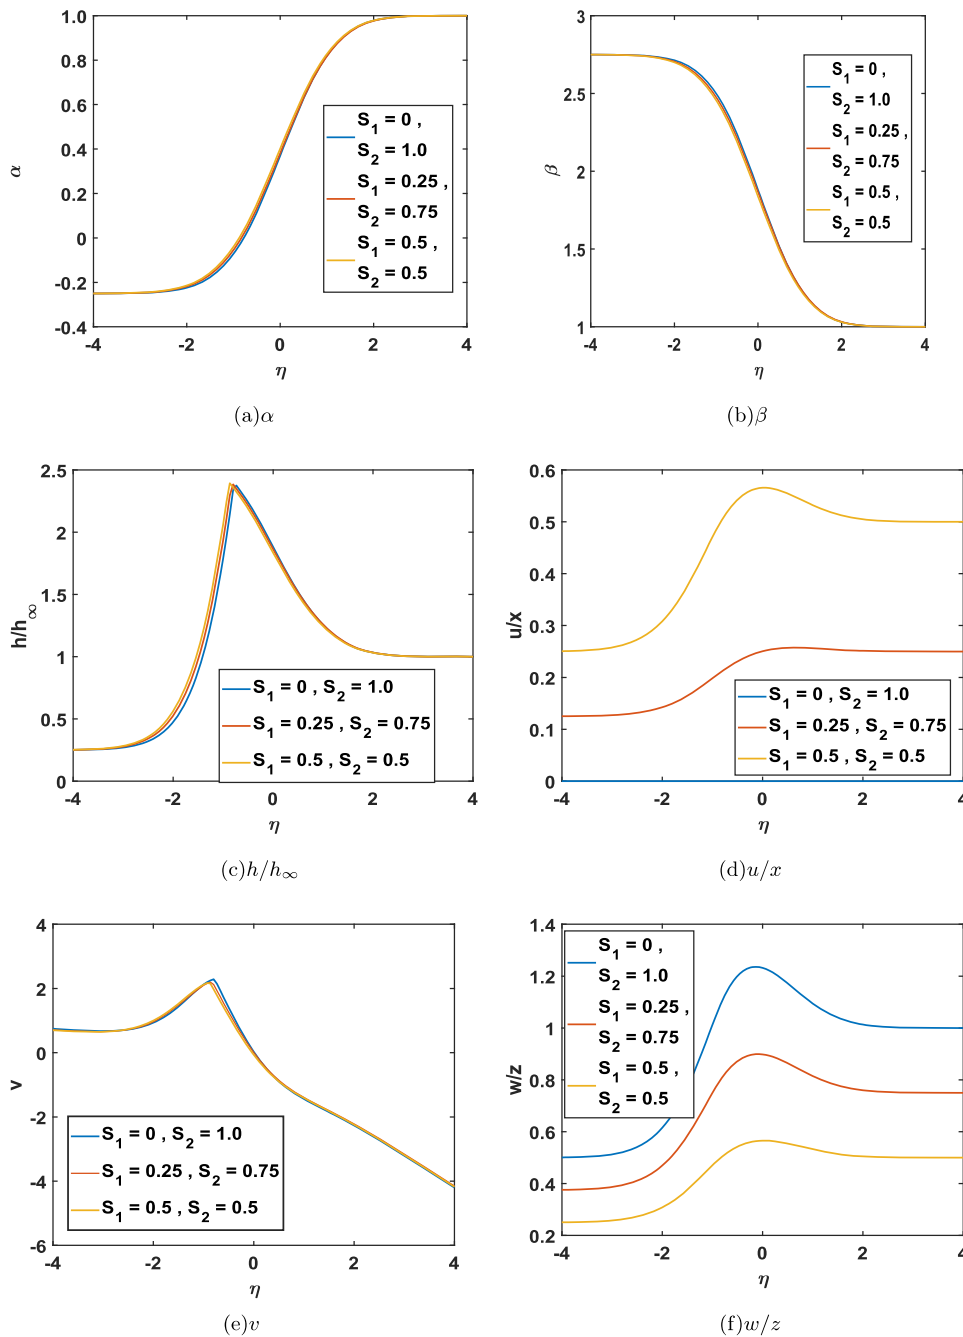 1.0
0.8
0.6
0.4
0.2
0
-0.2
-0.4
-4
-2
0
2
4
α
η
S1 = 0 ,
S2 = 1.0
S1 = 0.25 ,
S2 = 0.75
S1 = 0.5 ,
S2 = 0.5
(a)α
3
2.5
2
1.5
1
-4
-2
0
2
4
β
η
S1 = 0 ,
S2 = 1.0
S1 = 0.25 ,
S2 = 0.75
S1 = 0.5 ,
S2 = 0.5
(b)β
2.5
2
1.5
1
0.5
0
-4
-2
0
2
4
h/h∞
η
S1 = 0 , S2 = 1.0
S1 = 0.25 , S2 = 0.75
S1 = 0.5 , S2 = 0.5
(c)h/h∞
0.6
0.5
0.4
0.3
0.2
0.1
0
-4
-2
0
2
4
u/x
η
S1 = 0 , S2 = 1.0
S1 = 0.25 , S2 = 0.75
S1 = 0.5 , S2 = 0.5
(d)u/x
4
2
0
-2
-4
-6
-4
-2
0
2
4
v
η
S1 = 0 , S2 = 1.0
S1 = 0.25 , S2 = 0.75
S1 = 0.5 , S2 = 0.5
(e)v
1.4
1.2
1
0.8
0.6
0.4
0.2
-4
-2
0
2
4
w/z
η
S1 = 0 ,
S2 = 1.0
S1 = 0.25 ,
S2 = 0.75
S1 = 0.5 ,
S2 = 0.5
(f)w/z